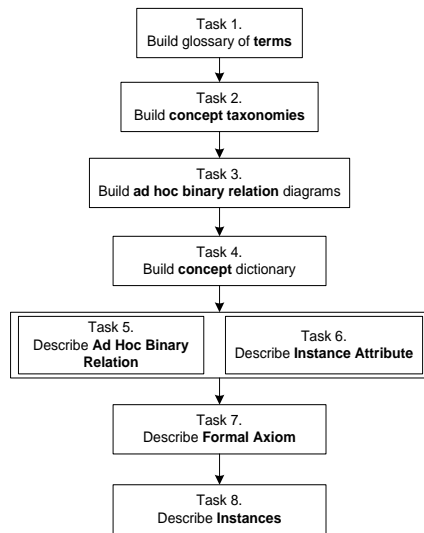 Task 1.
Build glossary of terms
Task 2.
Build concept taxonomies
Task 3.
Build ad hoc binary relation diagrams
Task 4.
Build concept dictionary
Task 5.
Describe Ad Hoc Binary
Relation
Task 6.
Describe Instance Attribute
Task 7.
Describe Formal Axiom
Task 8.
Describe Instances